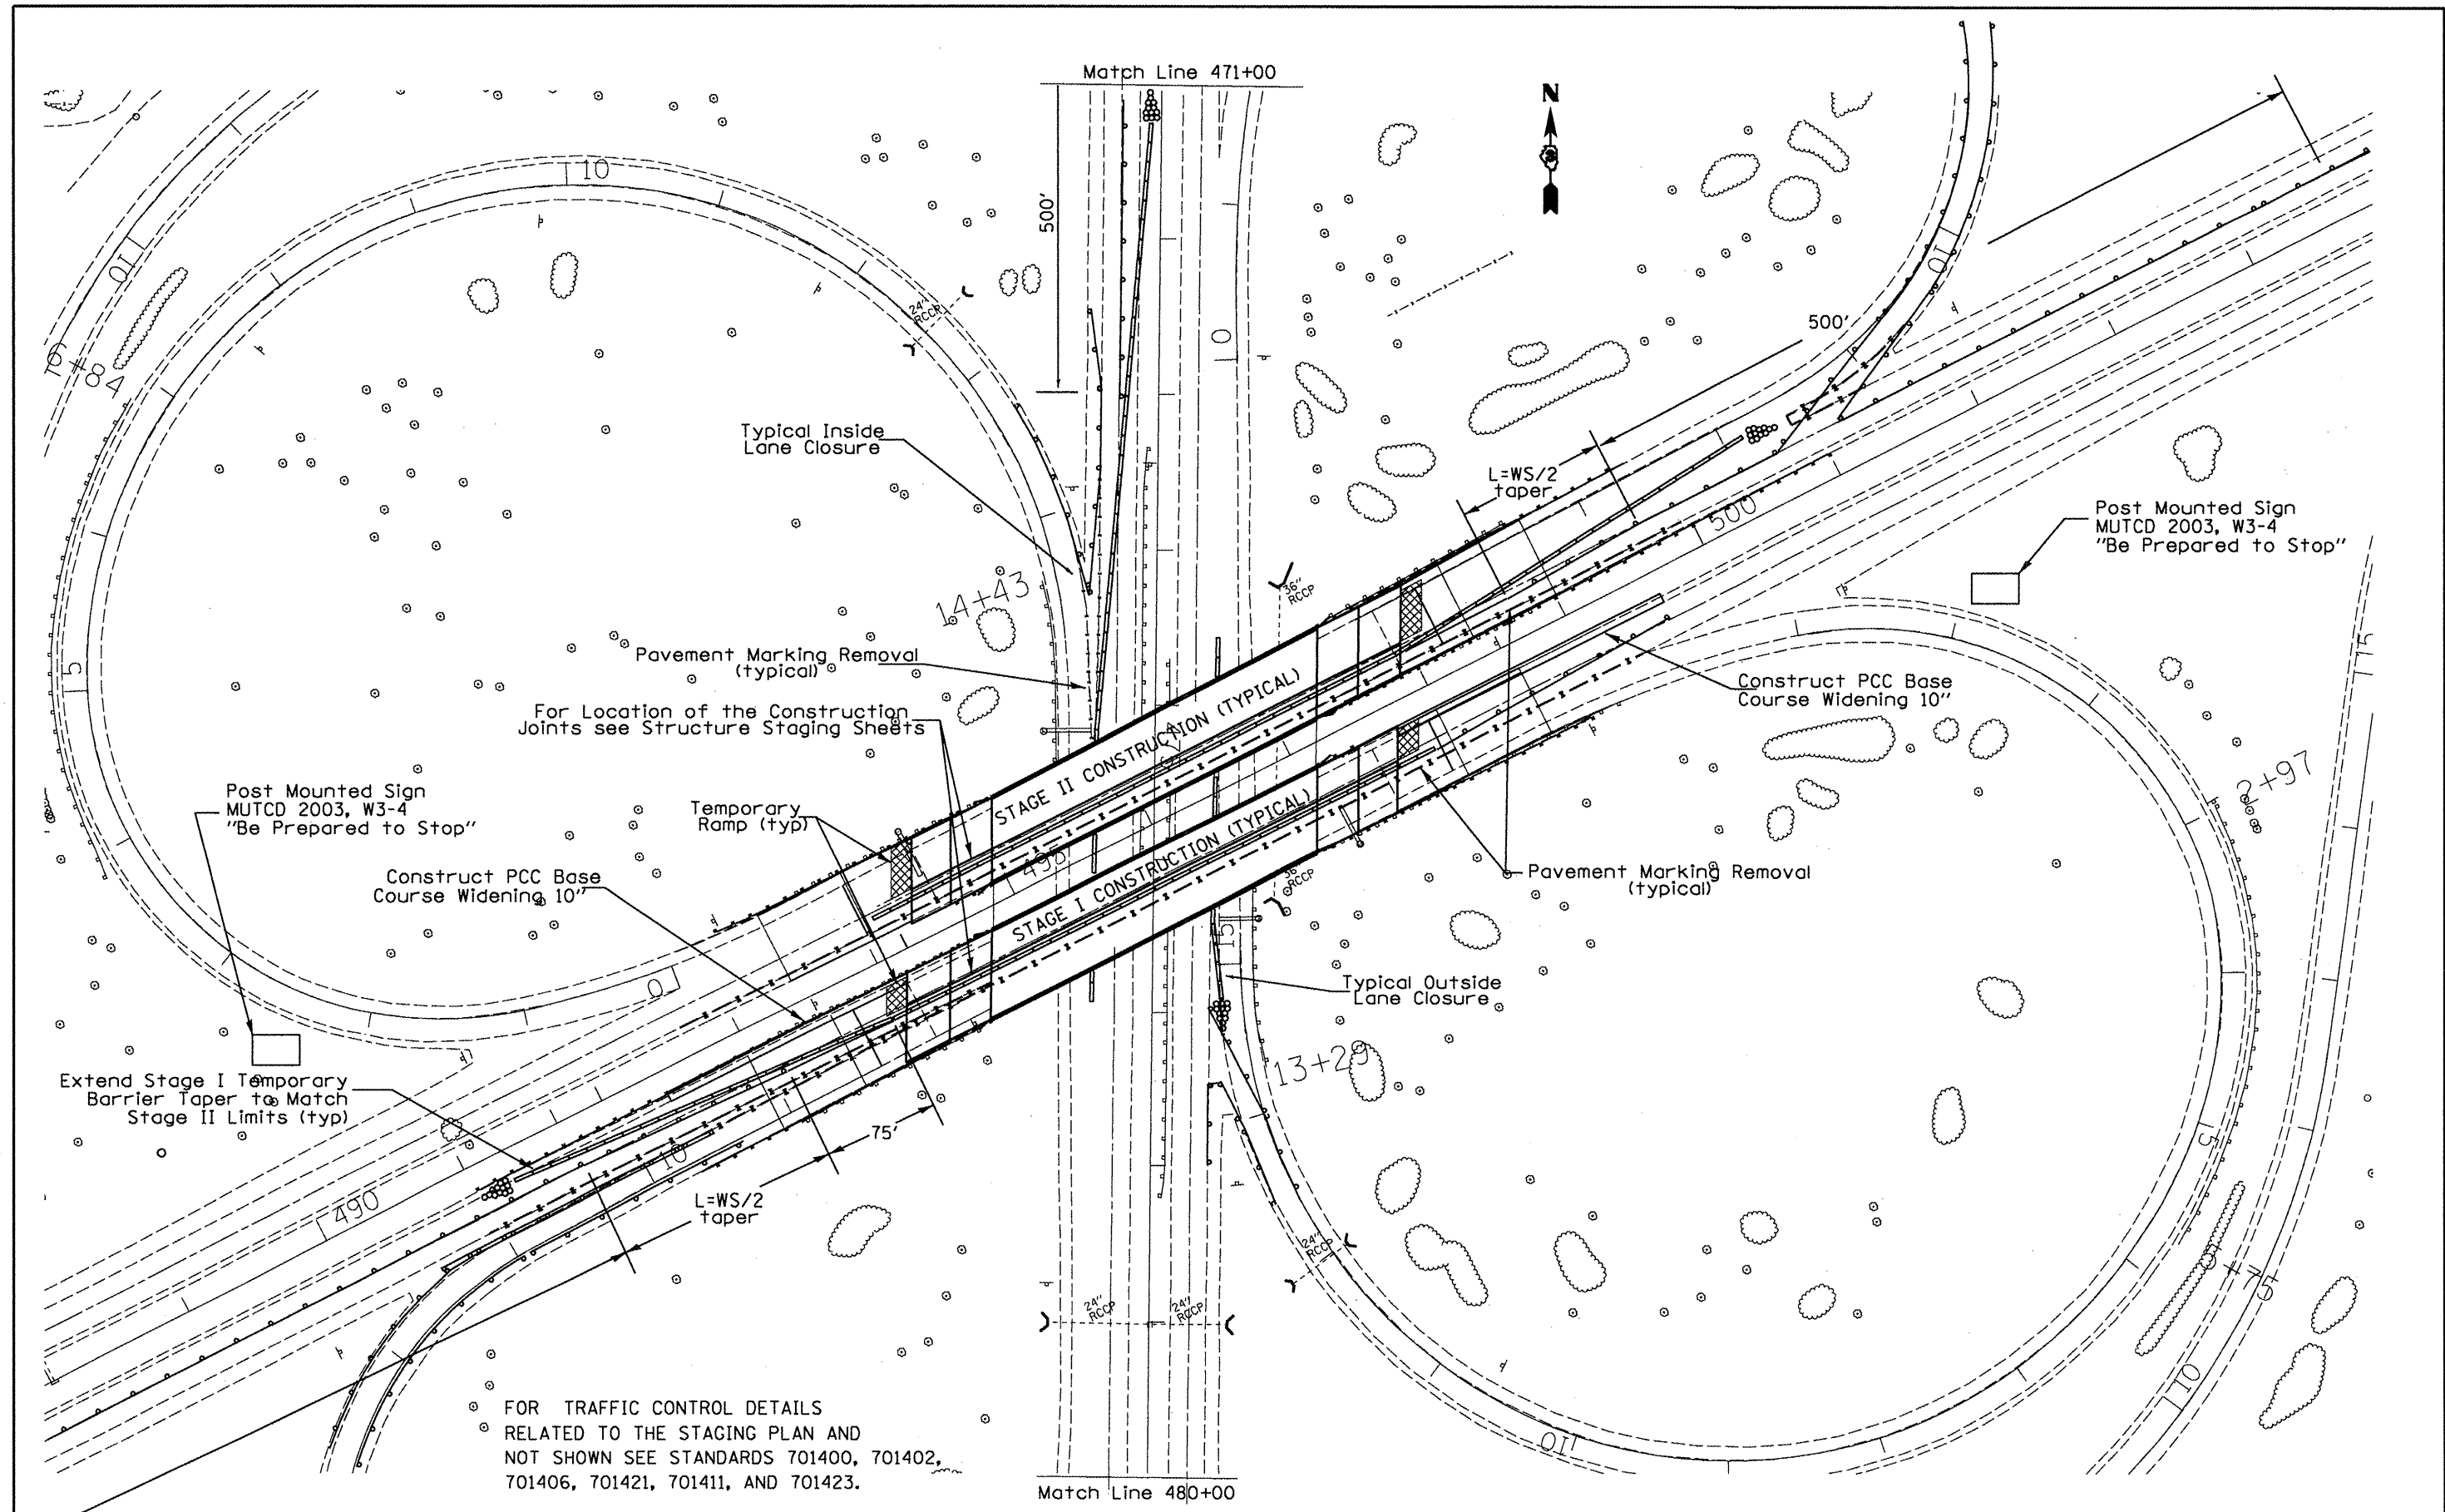 Match Line 471+00
N
10
10
16+84
500'
24" RCCP
0
10
500'
Typical Inside
Lane Closure
L=WS/2
taper
500
Post Mounted Sign
MUTCD 2003, W3-4
"Be Prepared to Stop"
36" RCCP
14+43
5
5
Pavement Marking Removal
(typical)
For Location of the Construction
Joints see Structure Staging Sheets
STAGE II CONSTRUCTION (TYPICAL)
Construct PCC Base
Course Widening 10"
2+97
Post Mounted Sign
MUTCD 2003, W3-4
"Be Prepared to Stop"
Temporary
Ramp (typ)
495
STAGE I CONSTRUCTION (TYPICAL)
Construct PCC Base
Course Widening 10"
Pavement Marking Removal
(typical)
36" RCCP
15
0
Typical Outside
Lane Closure
13+29
Extend Stage I Temporary
Barrier Taper to Match
Stage II Limits (typ)
75'
10
L=WS/2
taper
490
5
24" RCCP
24" RCCP
24" RCCP
10
10
FOR TRAFFIC CONTROL DETAILS
RELATED TO THE STAGING PLAN AND
NOT SHOWN SEE STANDARDS 701400, 701402,
701406, 701421, 701411, AND 701423.
Match Line 480+00